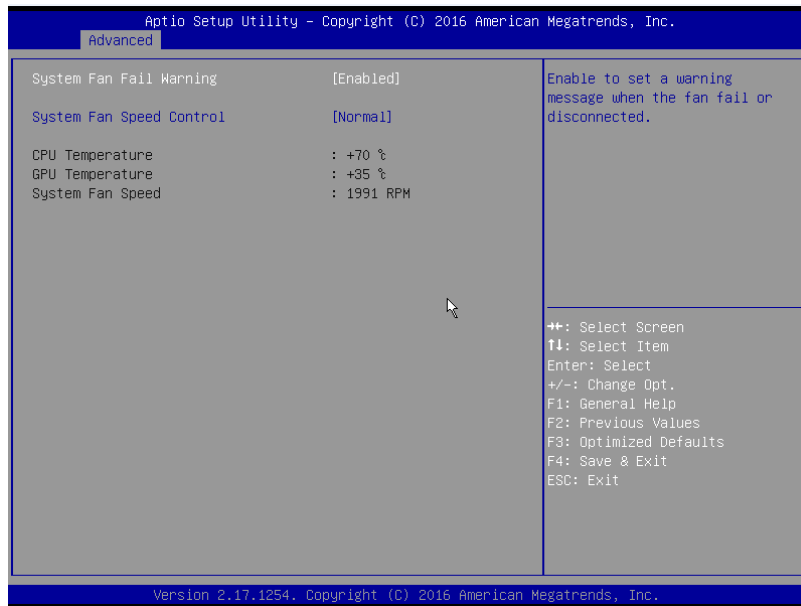 Aptio Setup Utility – Copyright (C) 2016 American Megatrends, Inc.
Advanced
System Fan Fail Warning [Enabled]
System Fan Speed Control [Normal]
CPU Temperature : +70 ℃
GPU Temperature : +35 ℃
System Fan Speed : 1991 RPM
Enable to set a warning
message when the fan fail or
disconnected.
→←: Select Screen
↑↓: Select Item
Enter: Select
+/-: Change Opt.
F1: General Help
F2: Previous Values
F3: Optimized Defaults
F4: Save & Exit
ESC: Exit
Version 2.17.1254. Copyright (C) 2016 American Megatrends, Inc.